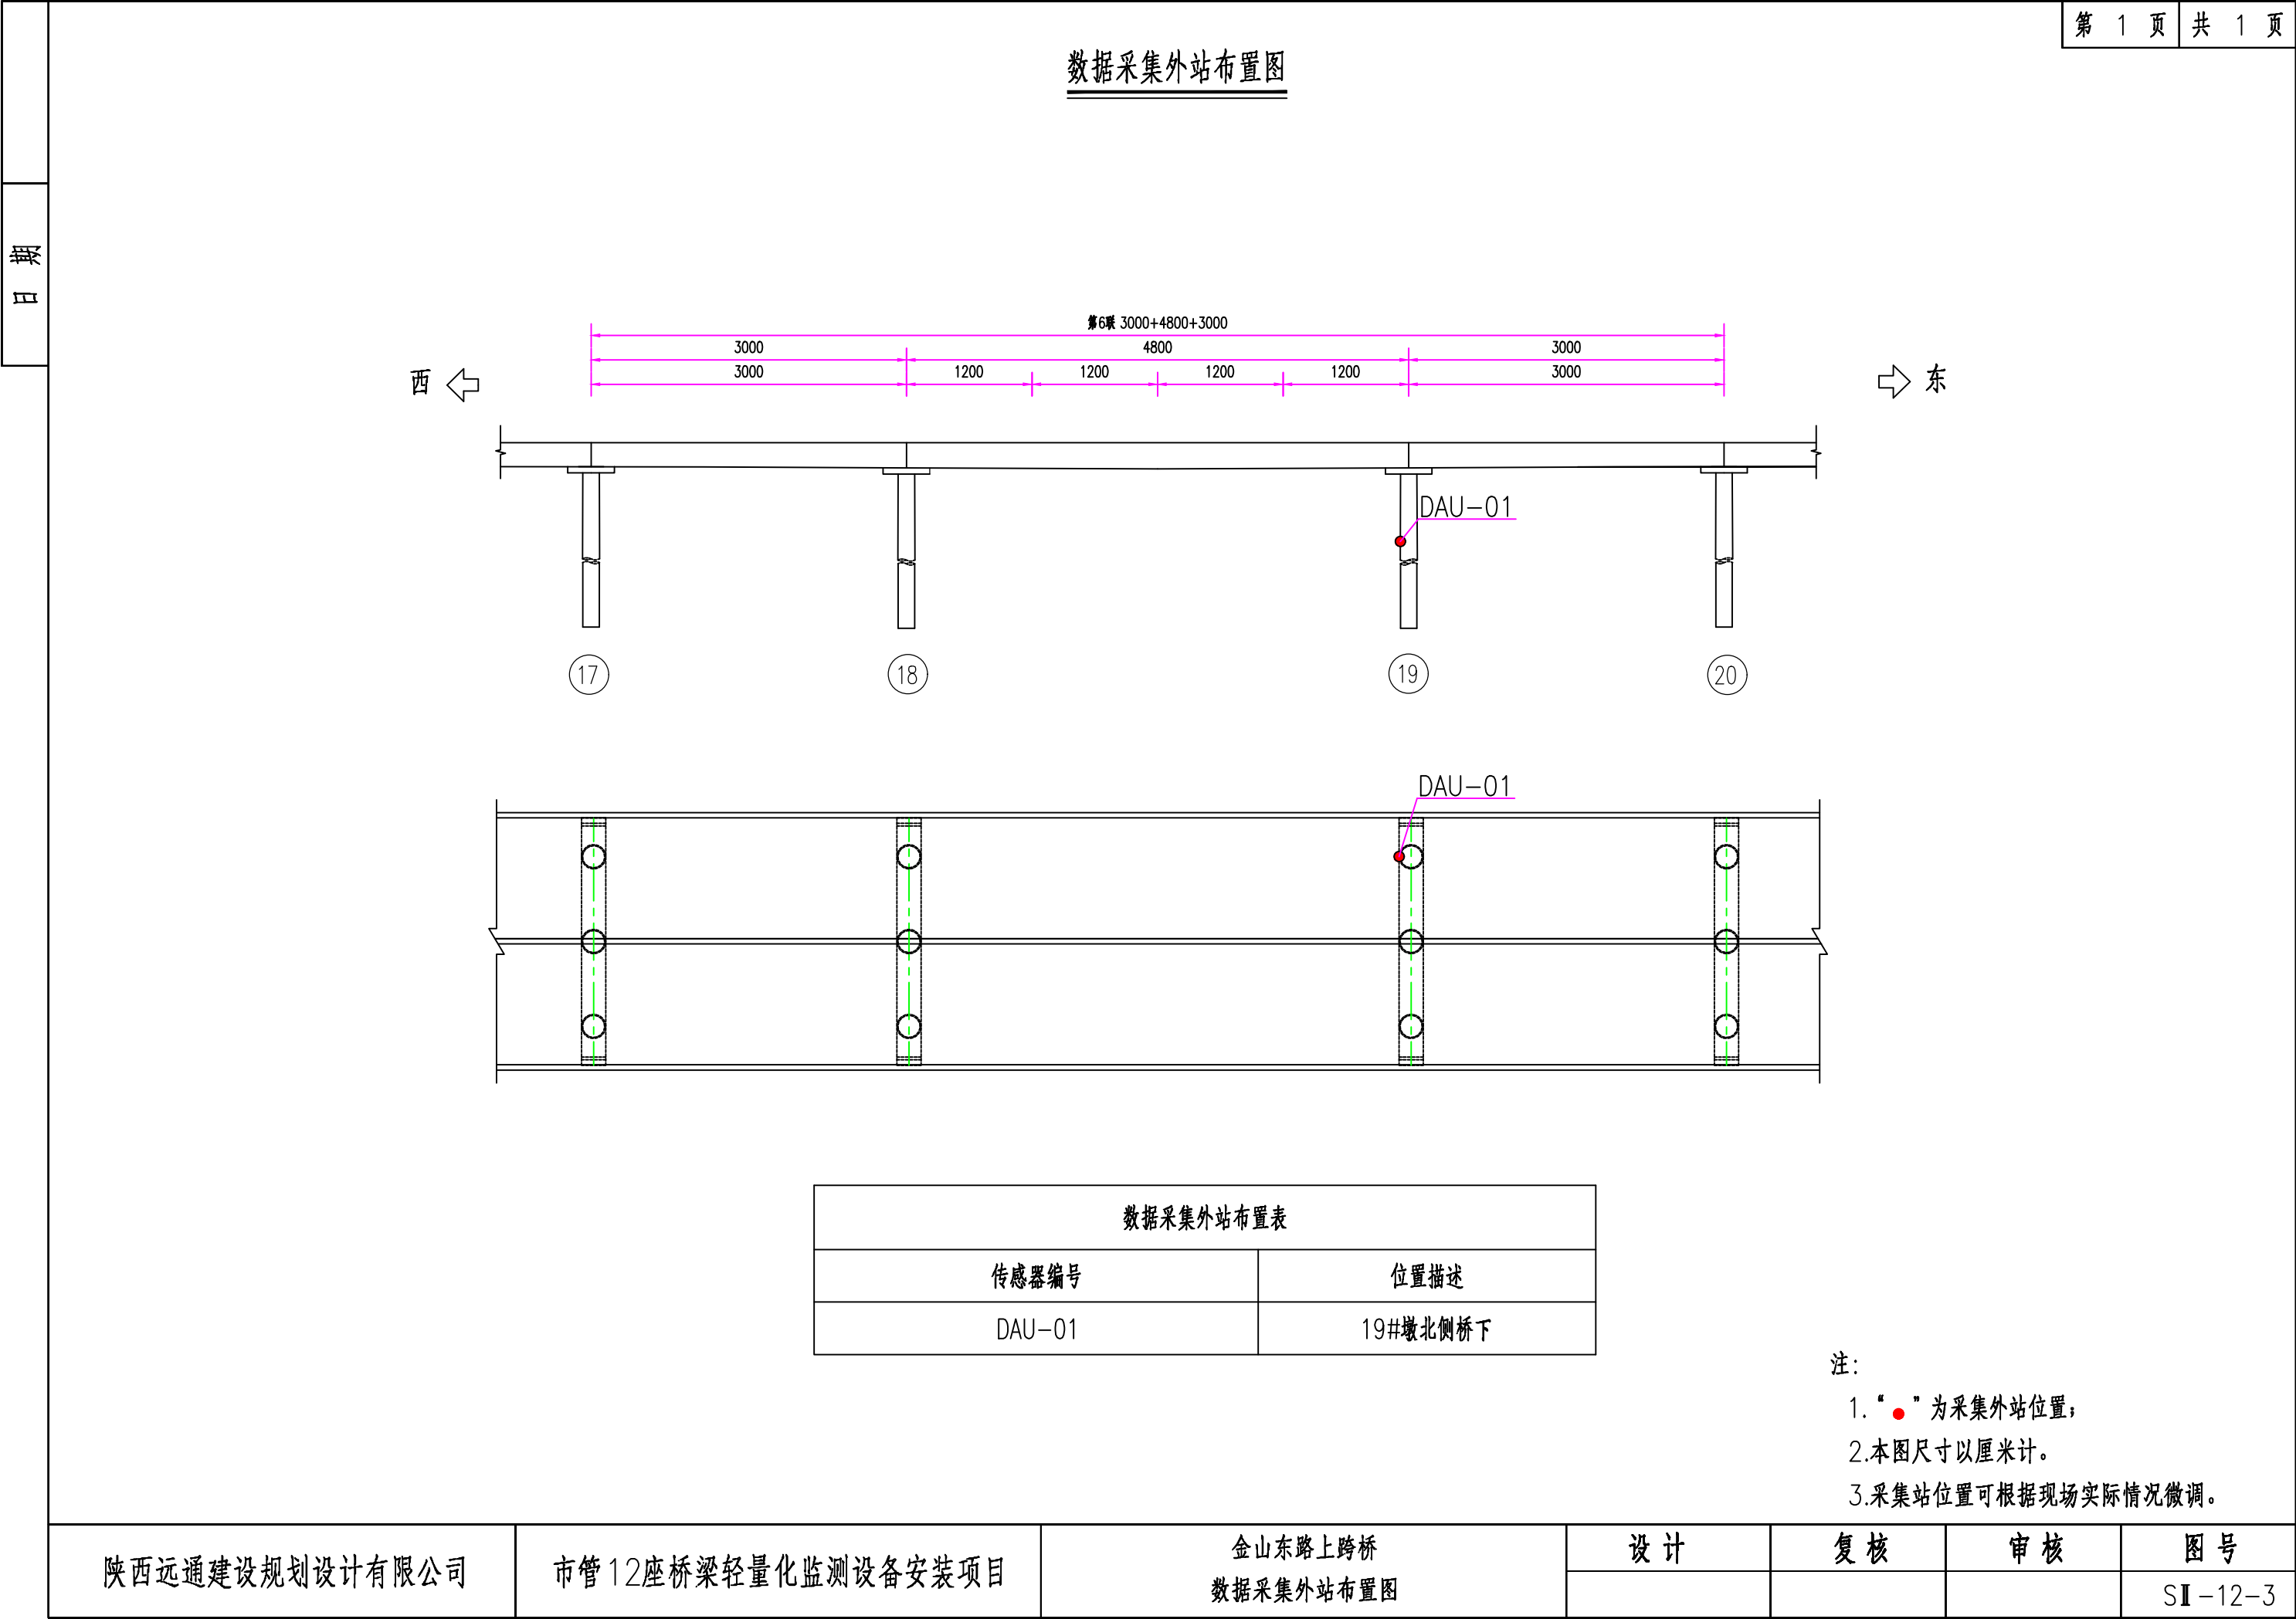 第 1 页 共 1 页
数据采集外站布置图
日 期
第6联 3000+4800+3000
3000 4800 3000
3000 1200 1200 1200 1200 3000
西 东
DAU-01
17 18 19 20
DAU-01
数据采集外站布置表
传感器编号 位置描述
DAU-01 19#墩北侧桥下
注:
1.“●”为采集外站位置；
2.本图尺寸以厘米计。
3.采集站位置可根据现场实际情况微调。
陕西远通建设规划设计有限公司
市管12座桥梁轻量化监测设备安装项目
金山东路上跨桥
数据采集外站布置图
设 计 复 核 审 核 图 号
SⅡ-12-3